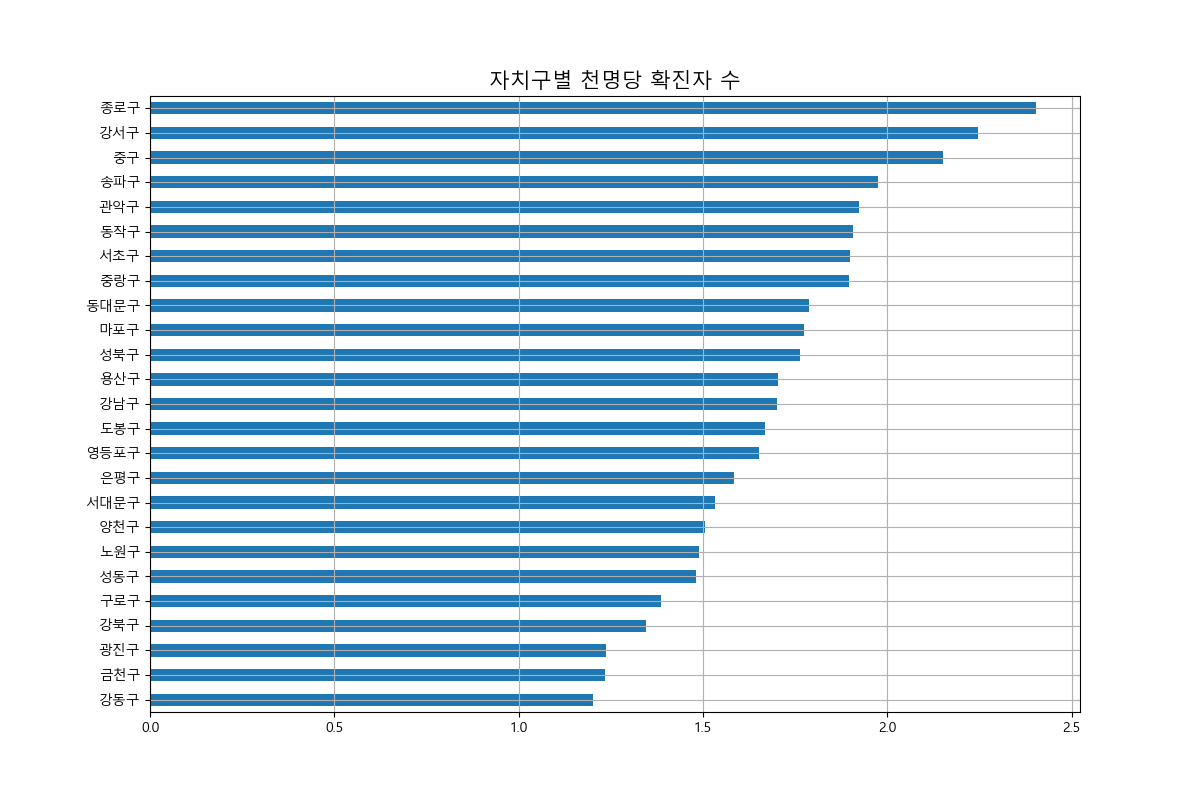 자치구별 천명당 확진자 수
종로구
강서구
중구
송파구
관악구
동작구
서초구
중랑구
동대문구
마포구
성북구
용산구
강남구
도봉구
영등포구
은평구
서대문구
양천구
노원구
성동구
구로구
강북구
광진구
금천구
강동구
0.0 0.5 1.0 1.5 2.0 2.5